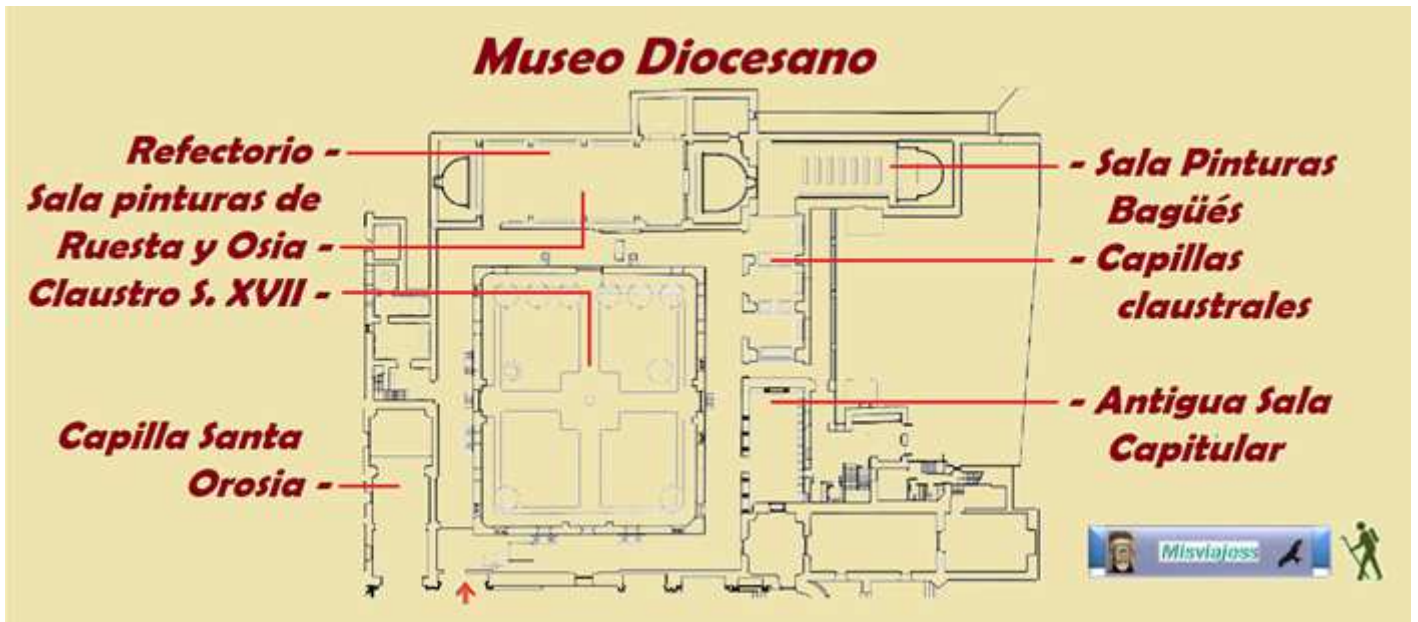 Museo Diocesano
Refectorio -
Sala pinturas de
Ruesta y Osia -
Claustro S. XVII -
Capilla Santa
Orosia -
- Sala Pinturas
Bagüés
- Capillas
claustrales
- Antigua Sala
Capitular
Misviajoss